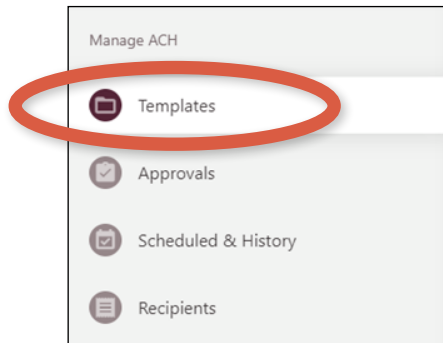 Manage ACH
Templates
Approvals
Scheduled & History
Recipients